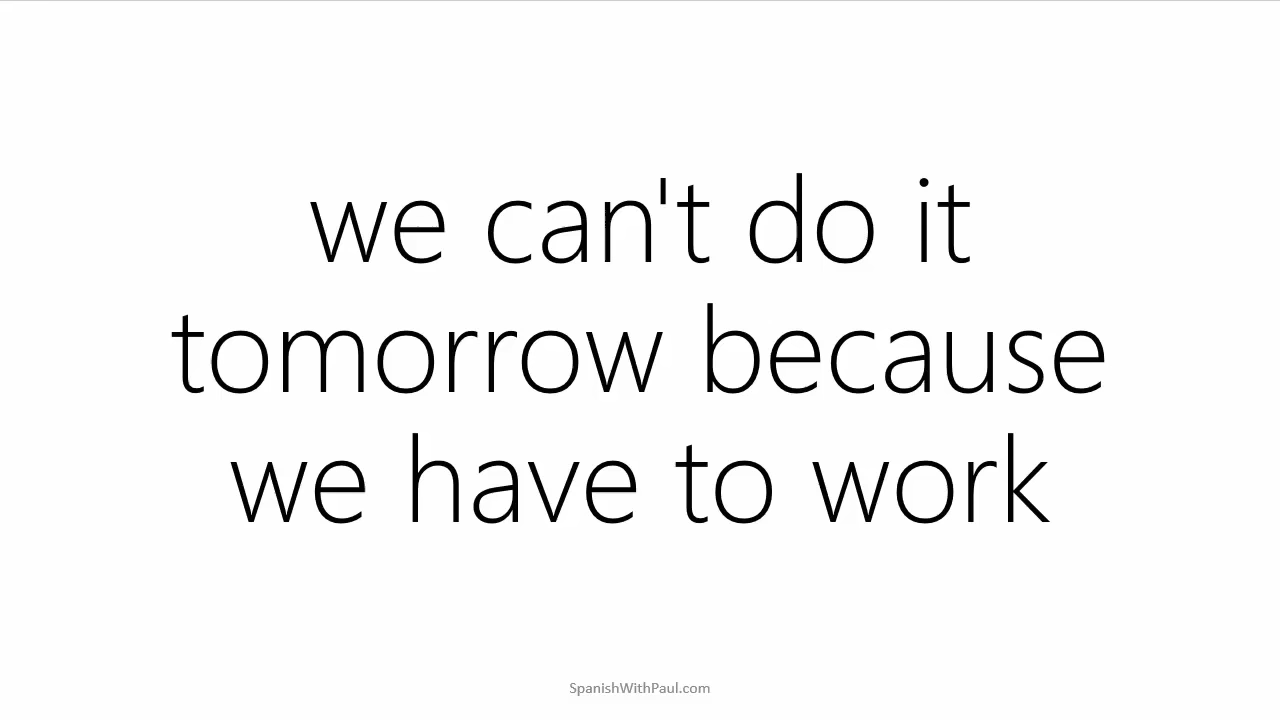 we can't do it
tomorrow because
we have to work
SpanishWithPaul.com